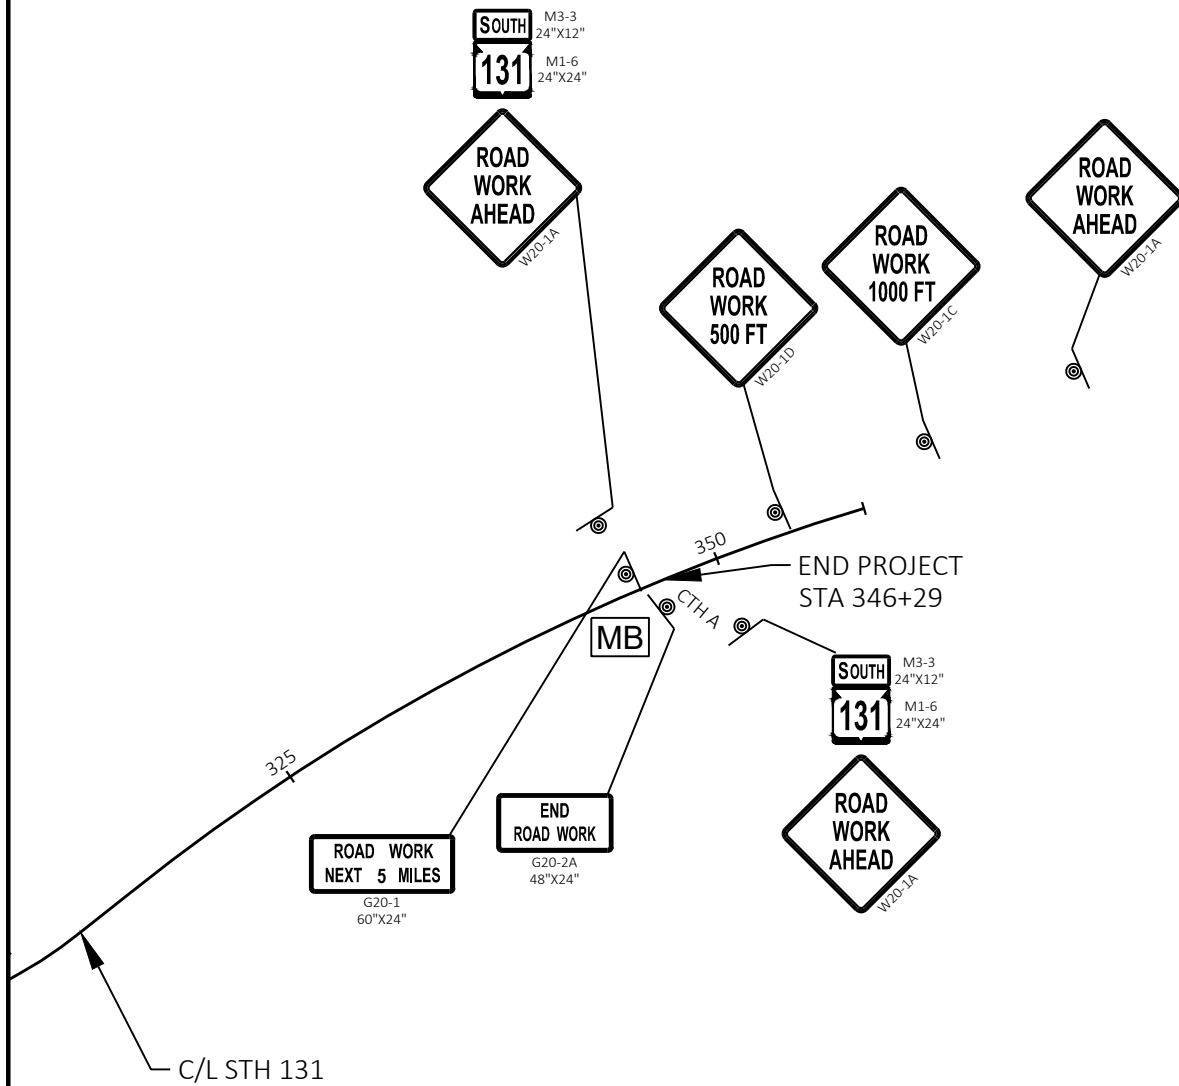 SOUTH
M3-3
24"X12"
131
M1-6
24"X24"
ROAD
WORK
AHEAD
W20-1A
ROAD
WORK
500 FT
W20-1D
ROAD
WORK
1000 FT
W20-1C
ROAD
WORK
AHEAD
W20-1A
350
END PROJECT
STA 346+29
CTH A
MB
SOUTH
M3-3
24"X12"
131
M1-6
24"X24"
ROAD
WORK
AHEAD
W20-1A
325
END
ROAD WORK
G20-2A
48"X24"
ROAD WORK
NEXT 5 MILES
G20-1
60"X24"
C/L STH 131